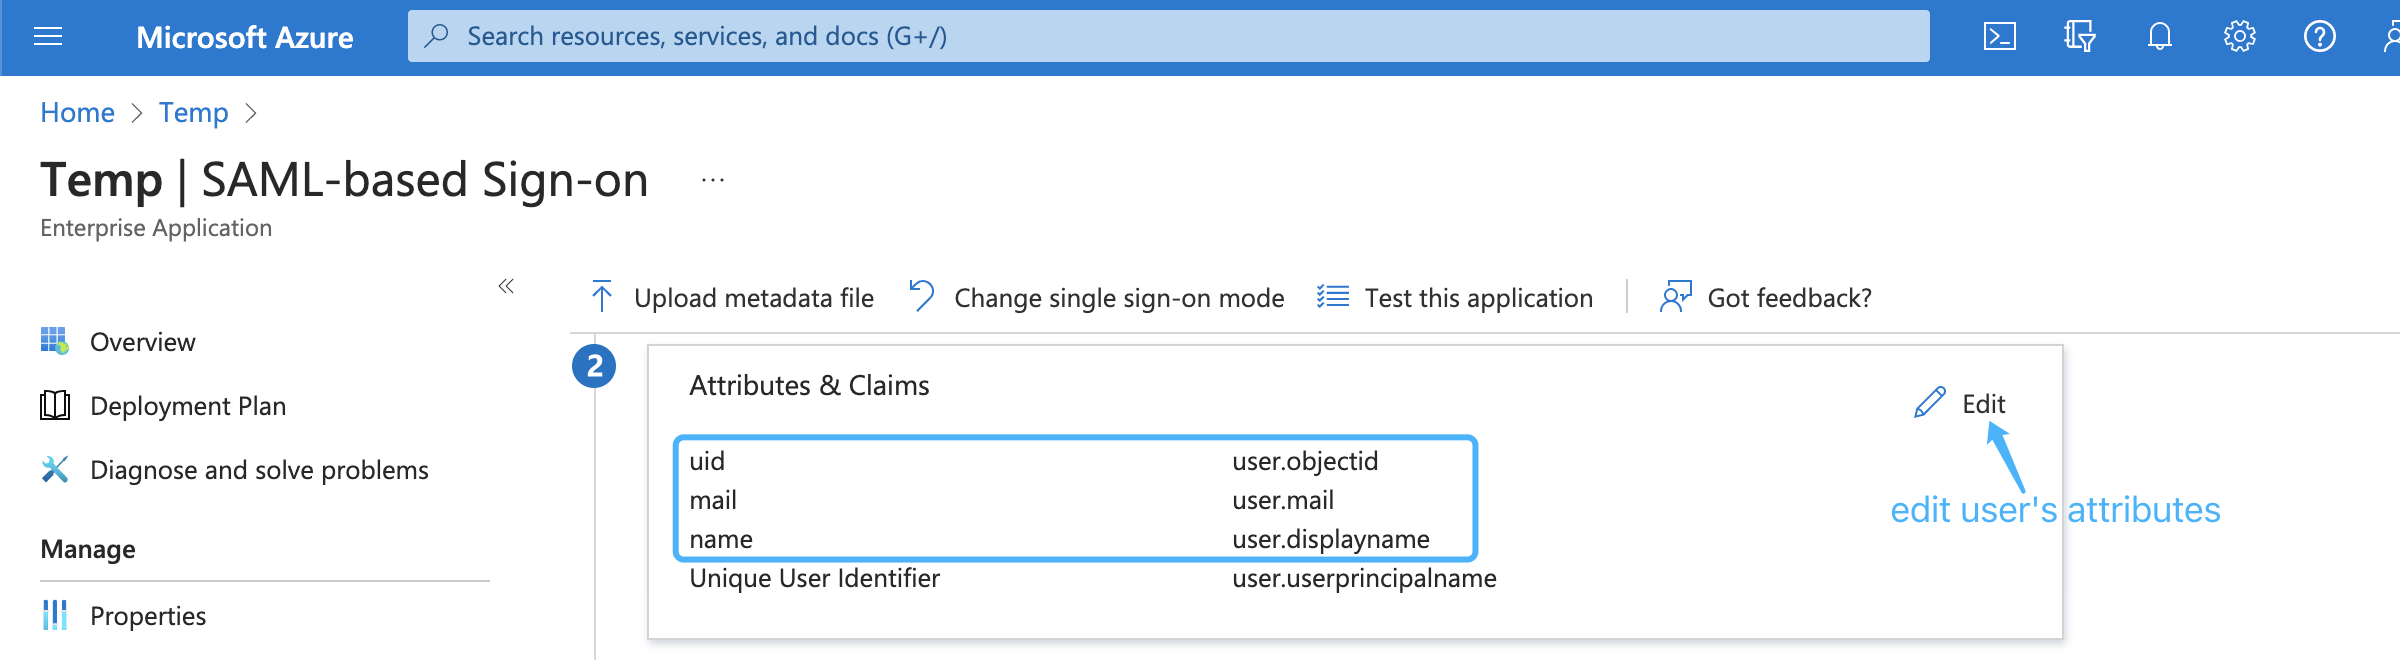 Microsoft Azure
Search resources, services, and docs (G+/)
Home > Temp >
Temp | SAML-based Sign-on ...
Enterprise Application
Upload metadata file
Change single sign-on mode
Test this application
Got feedback?
Overview
Deployment Plan
Diagnose and solve problems
Manage
Properties
2
Attributes & Claims
Edit
uid user.objectid
mail user.mail
name user.displayname
Unique User Identifier user.userprincipalname
edit user's attributes